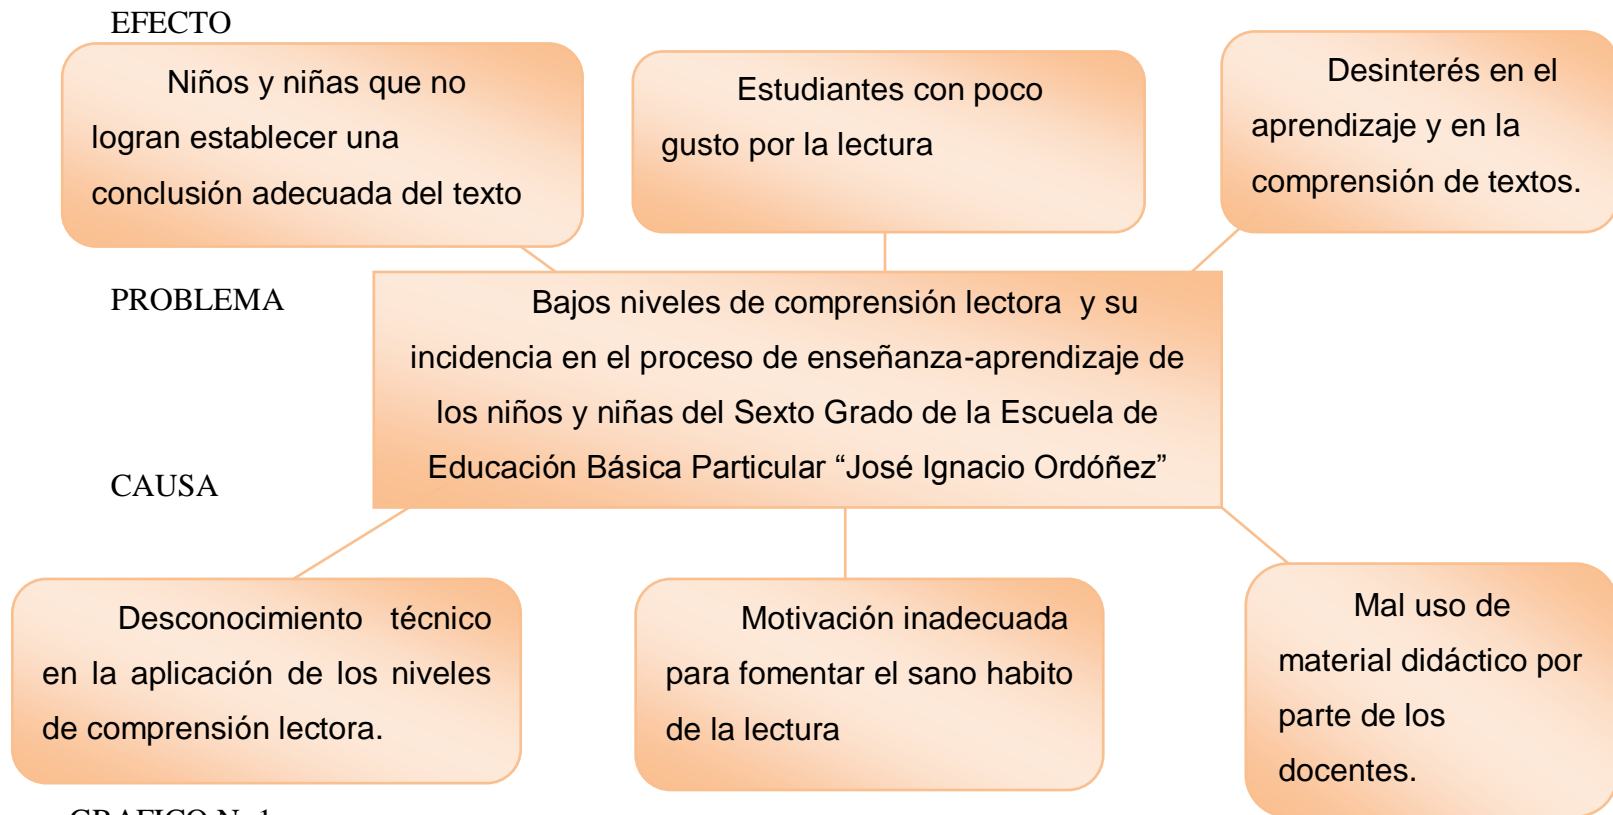 EFECTO
Niños y niñas que no
logran establecer una
conclusión adecuada del texto
Estudiantes con poco
gusto por la lectura
Desinterés en el
aprendizaje y en la
comprensión de textos.
PROBLEMA
Bajos niveles de comprensión lectora y su
incidencia en el proceso de enseñanza-aprendizaje de
los niños y niñas del Sexto Grado de la Escuela de
Educación Básica Particular “José Ignacio Ordóñez”
CAUSA
Desconocimiento técnico
en la aplicación de los niveles
de comprensión lectora.
Motivación inadecuada
para fomentar el sano habito
de la lectura
Mal uso de
material didáctico por
parte de los
docentes.
GRAFICO N. 1